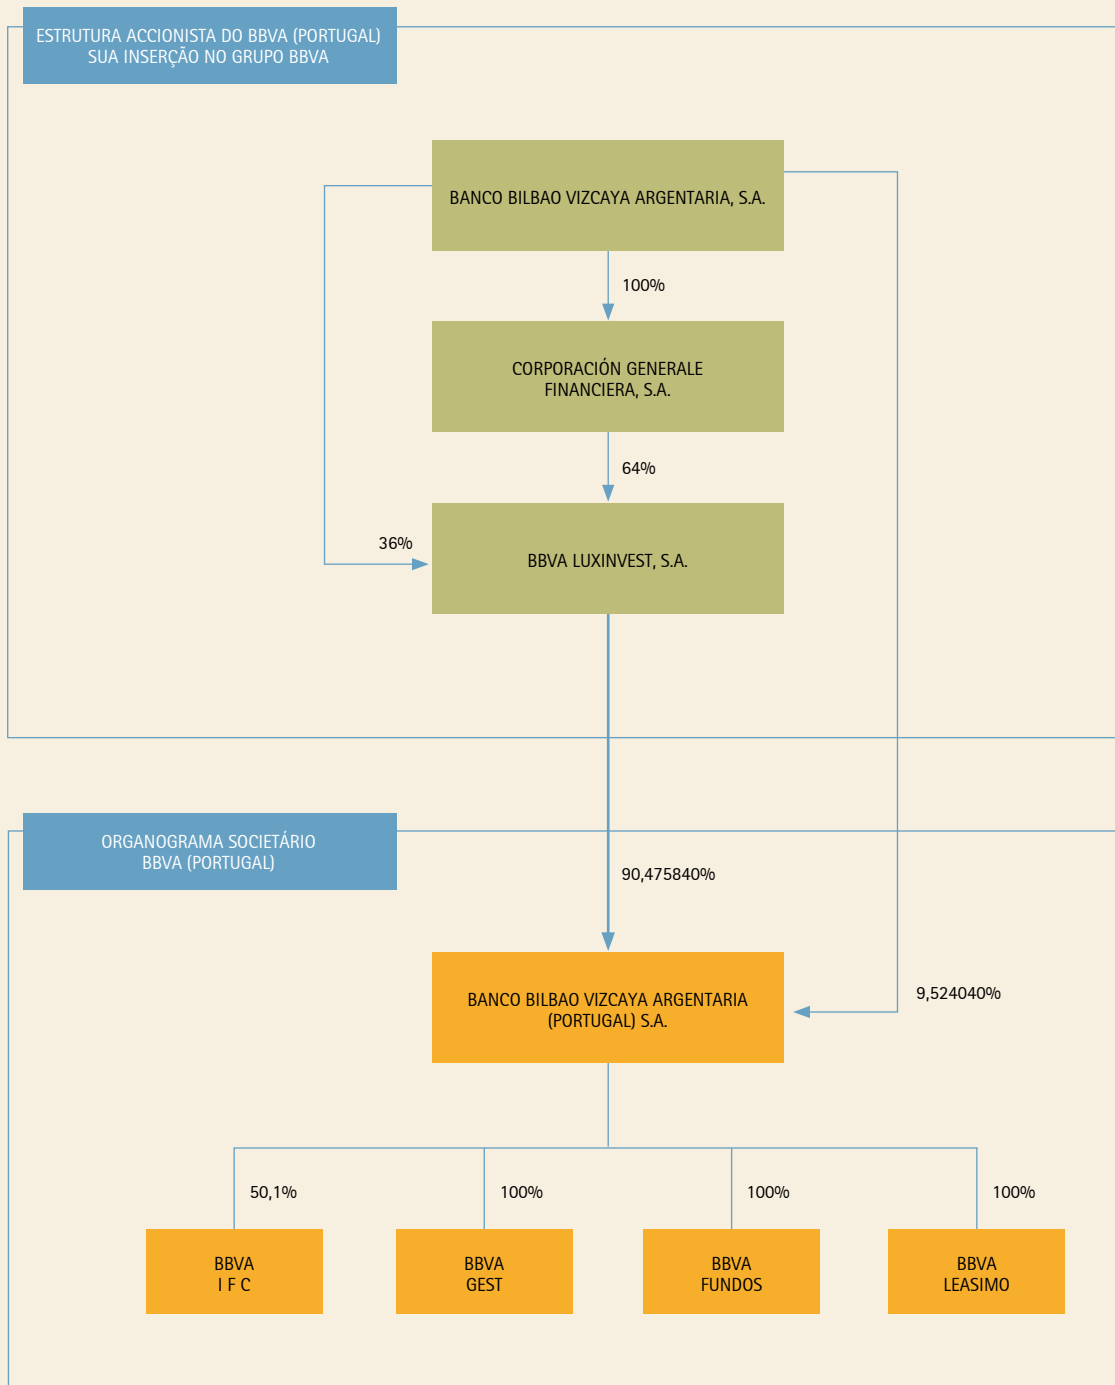 ESTRUTURA ACCIONISTA DO BBVA (PORTUGAL)
SUA INSERÇÃO NO GRUPO BBVA
BANCO BILBAO VIZCAYA ARGENTARIA, S.A.
100%
CORPORACIÓN GENERALE
FINANCIERA, S.A.
64%
36%
BBVA LUXINVEST, S.A.
ORGANOGRAMA SOCIETÁRIO
BBVA (PORTUGAL)
90,475840%
BANCO BILBAO VIZCAYA ARGENTARIA
(PORTUGAL) S.A.
9,524040%
50,1%
100%
100%
100%
BBVA
I F C
BBVA
GEST
BBVA
FUNDOS
BBVA
LEASIMO